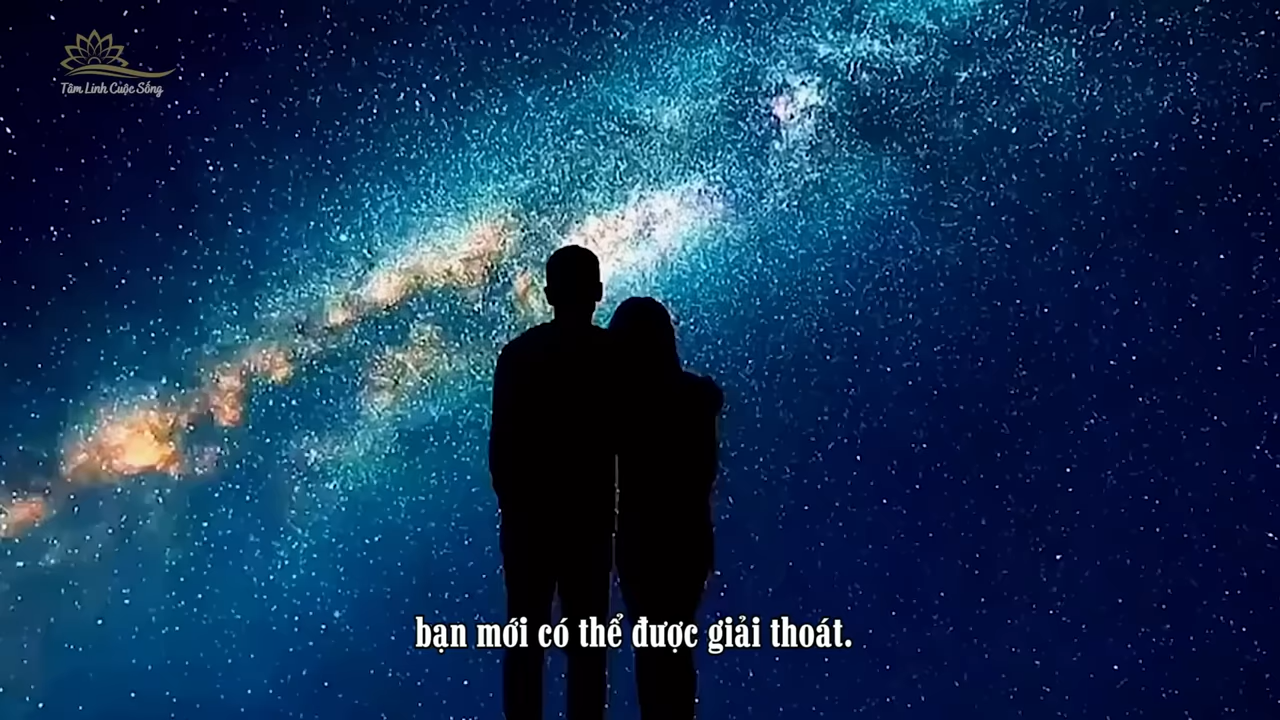 Tâm Linh Cuộc Sống
bạn mới có thể được giải thoát.